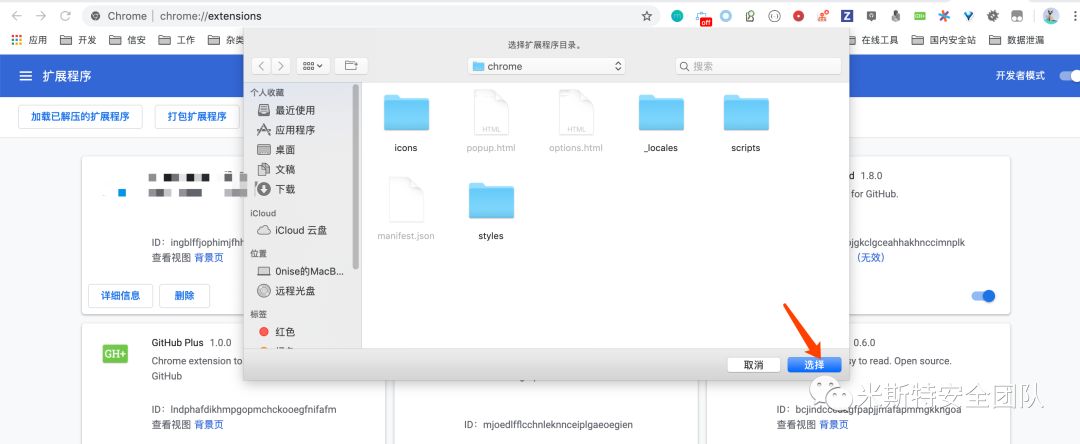 Chrome | chrome://extensions
off
应用 开发 信安 工作 杂类
在线工具 国内安全站 数据泄漏
选择扩展程序目录。
chrome
搜索
扩展程序
开发者模式
加载已解压的扩展程序 打包扩展程序
个人收藏
最近使用
应用程序
桌面
文稿
下载
iCloud
iCloud 云盘
位置
0nise的MacB...
远程光盘
标签
红色
icons
HTML
popup.html
HTML
options.html
_locales
scripts
manifest.json
styles
取消 选择
ID：ingblffjophimjfhh
查看视图 背景页
详细信息 删除
d 1.8.0
for GitHub.
ojgkclgceahhakhnccimnplk
（无效）
GH+
GitHub Plus 1.0.0
Chrome extension to
GitHub
ID：lndphafdikhmpgopmchckooegfnifafm
查看视图 背景页
ID：mjoedlfflcchnleknnceiplgaeoegien
0.6.0
sy to read. Open source.
查看视图 背景页
米斯特安全团队